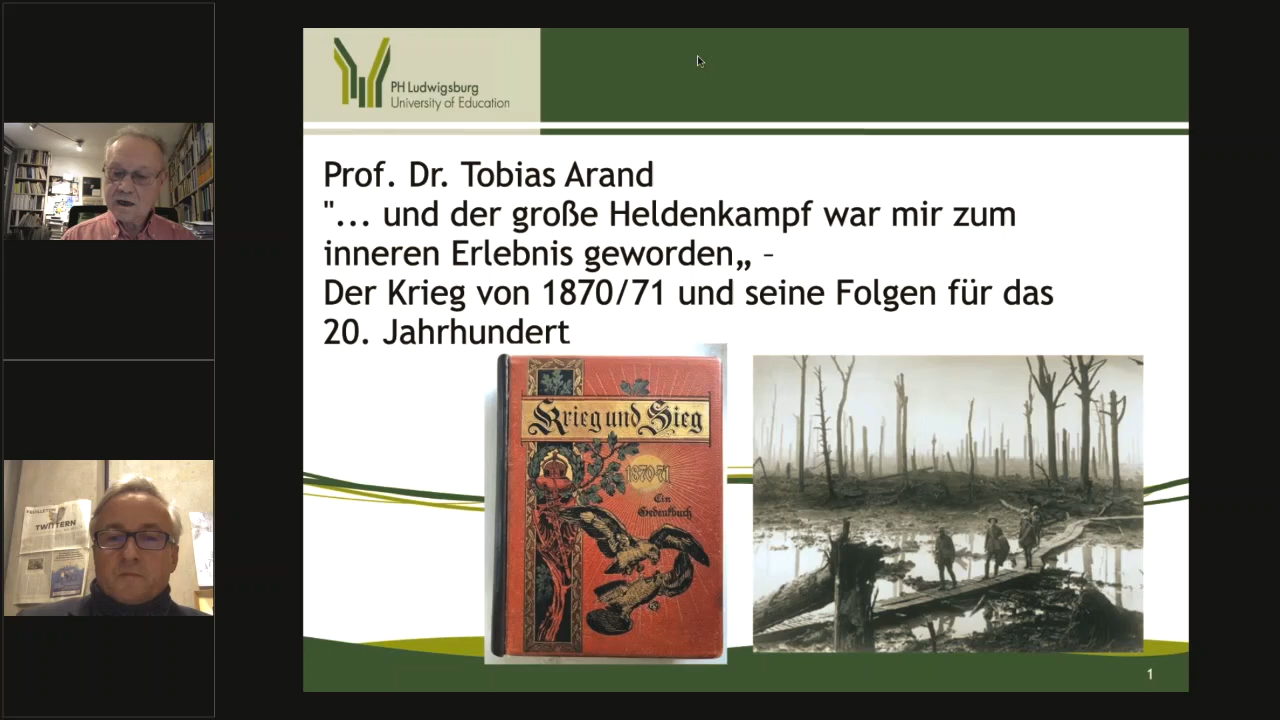 PH Ludwigsburg
University of Education
Prof. Dr. Tobias Arand
"... und der große Heldenkampf war mir zum
inneren Erlebnis geworden„ –
Der Krieg von 1870/71 und seine Folgen für das
20. Jahrhundert
Krieg und Sieg
1870-71
Ein
Gedenkbuch
1
FEUILLETON
TWITTERN